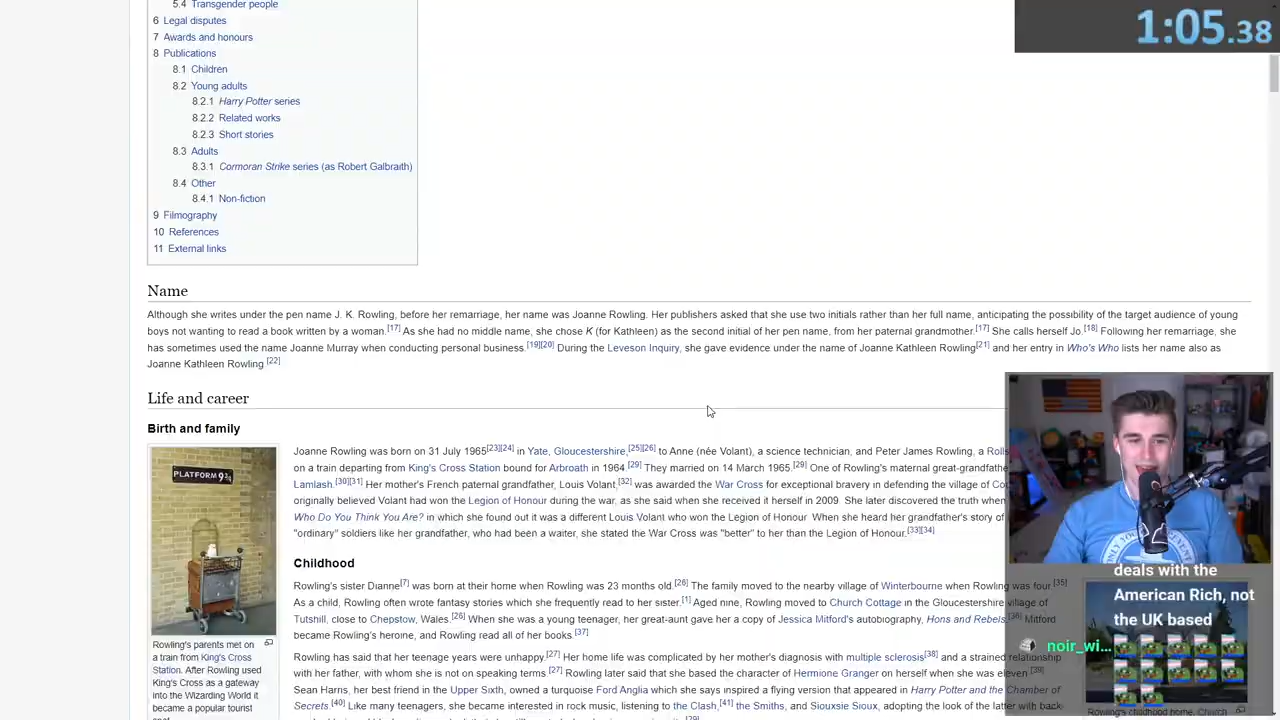 5.4 Transgender people
1:05.38
6 Legal disputes
7 Awards and honours
8 Publications
8.1 Children
8.2 Young adults
8.2.1 Harry Potter series
8.2.2 Related works
8.2.3 Short stories
8.3 Adults
8.3.1 Cormoran Strike series (as Robert Galbraith)
8.4 Other
8.4.1 Non-fiction
9 Filmography
10 References
11 External links
Name
Although she writes under the pen name J. K. Rowling, before her remarriage, her name was Joanne Rowling. Her publishers asked that she use two initials rather than her full name, anticipating the possibility of the target audience of young
boys not wanting to read a book written by a woman.[17] As she had no middle name, she chose K (for Kathleen) as the second initial of her pen name, from her paternal grandmother.[17] She calls herself Jo.[18] Following her remarriage, she
has sometimes used the name Joanne Murray when conducting personal business.[19][20] During the Leveson Inquiry, she gave evidence under the name of Joanne Kathleen Rowling[21] and her entry in Who's Who lists her name also as
Joanne Kathleen Rowling.[22]
Life and career
Birth and family
Joanne Rowling was born on 31 July 1965[23][24] in Yate, Gloucestershire,[25][26] to Anne (née Volant), a science technician, and Peter James Rowling, a Rolls
on a train departing from King's Cross Station bound for Arbroath in 1964.[29] They married on 14 March 1965.[29] One of Rowling's maternal great-grandfathe
Lamlash.[30][31] Her mother's French paternal grandfather, Louis Volant,[32] was awarded the War Cross for exceptional bravery in defending the village of Co
originally believed Volant had won the Legion of Honour during the war, as she said when she received it herself in 2009. She later discovered the truth when
Who Do You Think You Are? in which she found out it was a different Louis Volant who won the Legion of Honour. When she heard her grandfather's story of
"ordinary" soldiers like her grandfather, who had been a waiter, she stated the War Cross was "better" to her than the Legion of Honour.[33][34]
PLATFORM 9¾
Rowling's parents met on
a train from King's Cross
Station. After Rowling used
King's Cross as a gateway
into the Wizarding World it
became a popular tourist
Childhood
Rowling's sister Dianne[7] was born at their home when Rowling was 23 months old.[26] The family moved to the nearby village of Winterbourne when Rowling was four.[35]
As a child, Rowling often wrote fantasy stories which she frequently read to her sister.[1] Aged nine, Rowling moved to Church Cottage in the Gloucestershire village of
Tutshill, close to Chepstow, Wales.[26] When she was a young teenager, her great-aunt gave her a copy of Jessica Mitford's autobiography, Hons and Rebels.[36] Mitford
became Rowling's heroine, and Rowling read all of her books.[37]
Rowling has said that her teenage years were unhappy.[27] Her home life was complicated by her mother's diagnosis with multiple sclerosis[38] and a strained relationship
with her father, with whom she is not on speaking terms.[27] Rowling later said that she based the character of Hermione Granger on herself when she was eleven.[39]
Sean Harris, her best friend in the Upper Sixth, owned a turquoise Ford Anglia which she says inspired a flying version that appeared in Harry Potter and the Chamber of
Secrets.[40] Like many teenagers, she became interested in rock music, listening to the Clash,[41] the Smiths, and Siouxsie Sioux, adopting the look of the latter with back-
deals with the
American Rich, not
the UK based
noir_wi...
Rowling's childhood home, Church